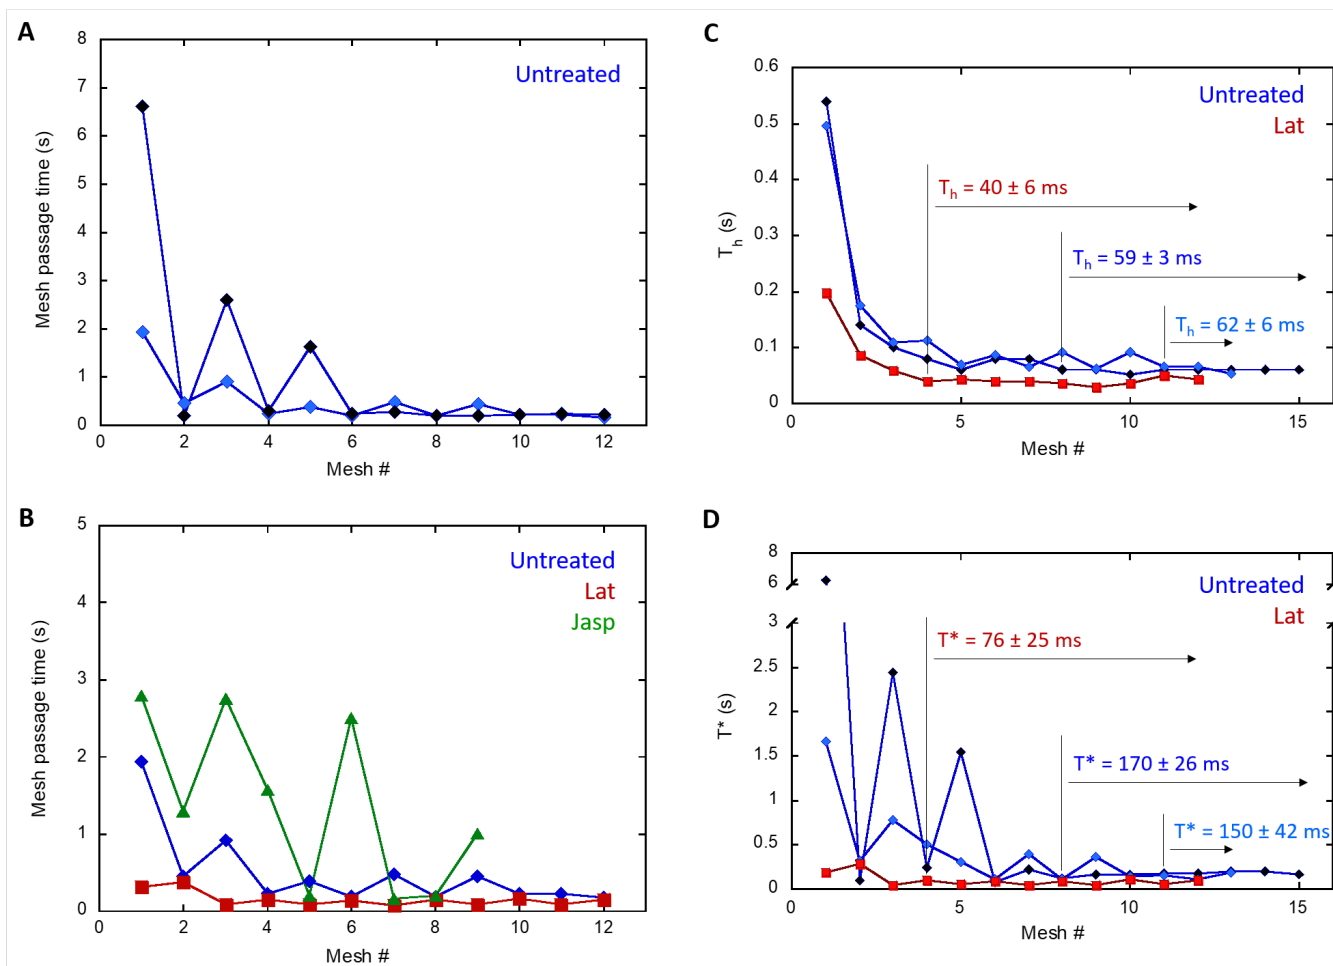 A
8
7
6
5
4
3
2
1
0
Mesh passage time (s)
Untreated
0 2 4 6 8 10 12
Mesh #
B
5
4
3
2
1
0
Mesh passage time (s)
Untreated
Lat
Jasp
0 2 4 6 8 10 12
Mesh #
C
0.6
0.5
0.4
0.3
0.2
0.1
0
T_h (s)
Untreated
Lat
T_h = 40 ± 6 ms
T_h = 59 ± 3 ms
T_h = 62 ± 6 ms
0 5 10 15
Mesh #
D
8
6
3
2.5
2
1.5
1
0.5
0
T* (s)
Untreated
Lat
T* = 76 ± 25 ms
T* = 170 ± 26 ms
T* = 150 ± 42 ms
0 5 10 15
Mesh #